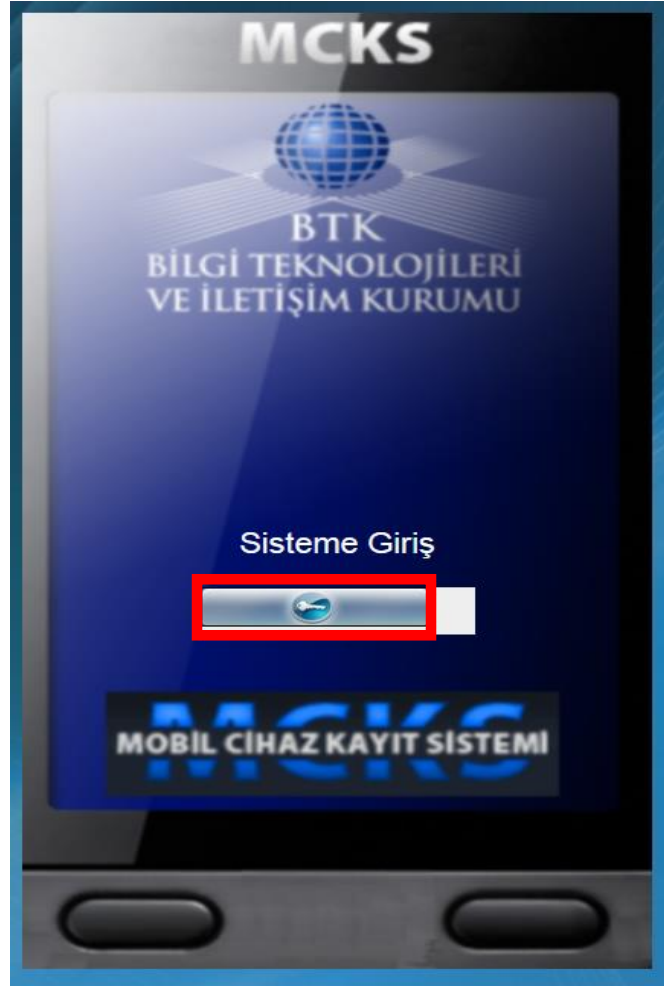 MCKS
BTK
BİLGİ TEKNOLOJİLERİ
VE İLETİŞİM KURUMU
Sisteme Giriş
MCKS
MOBİL CİHAZ KAYIT SİSTEMİ